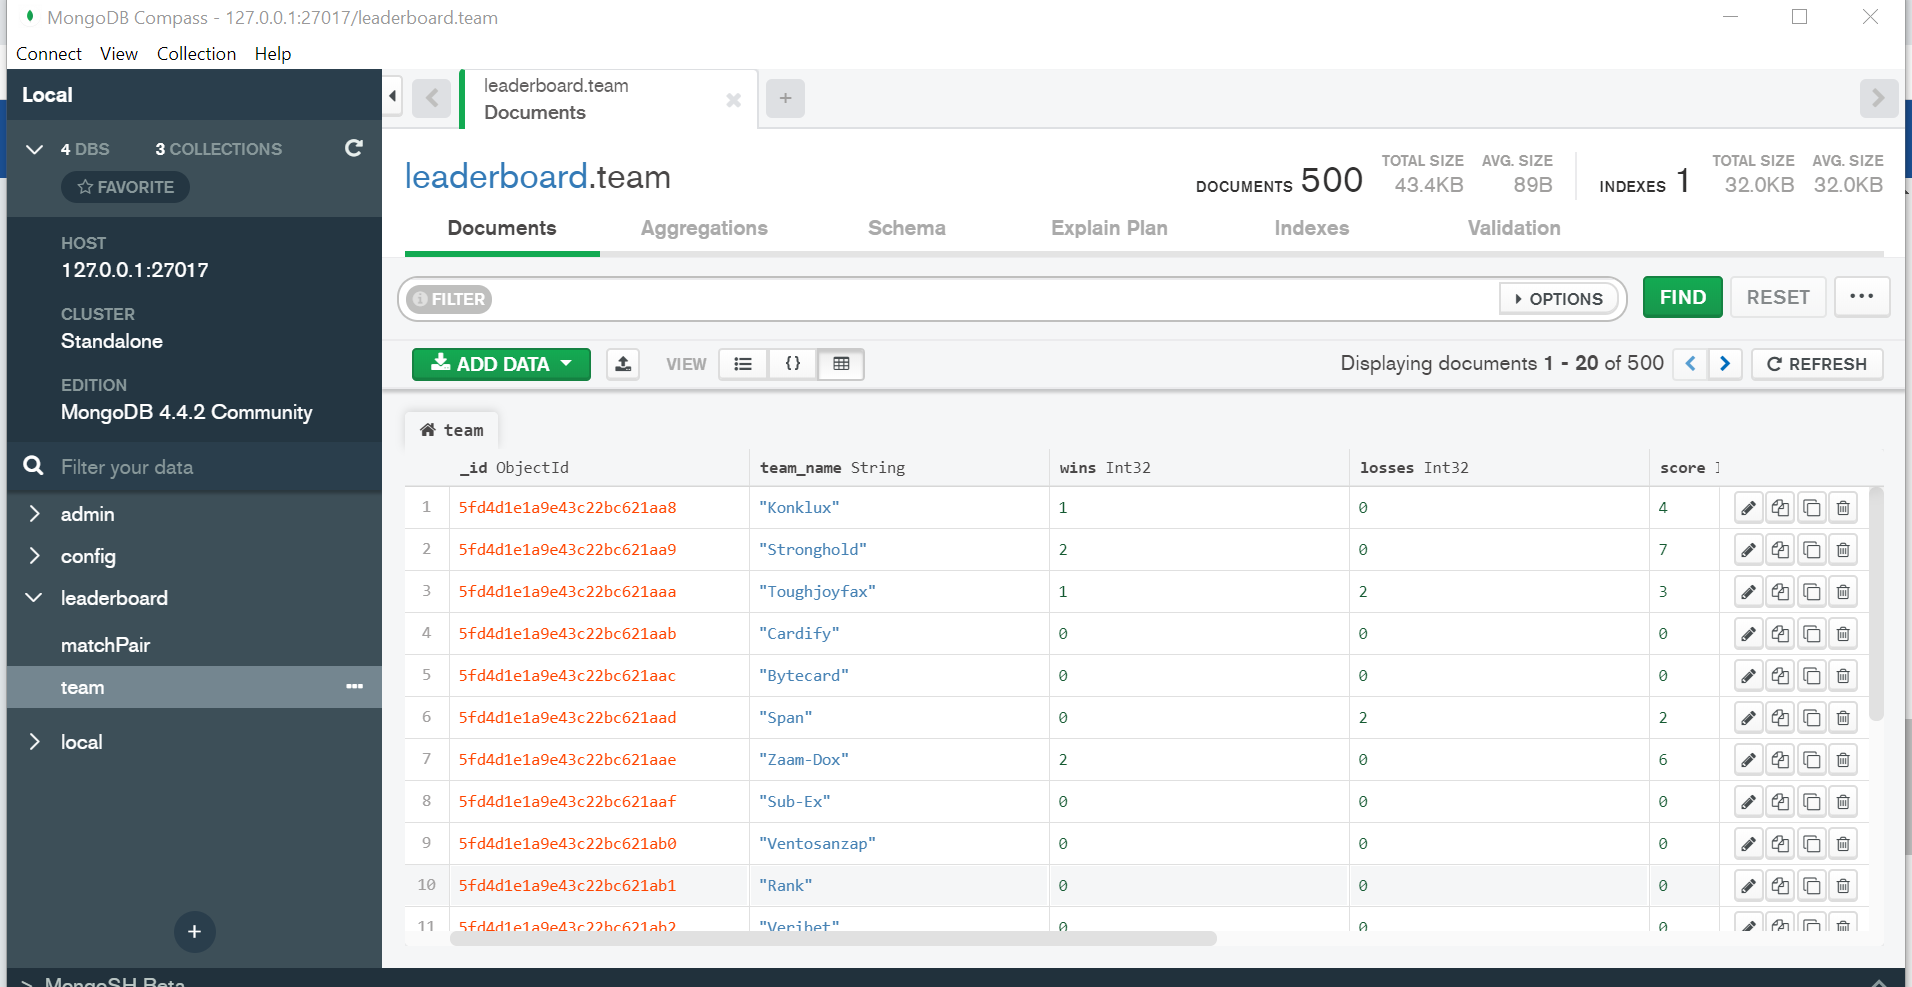 MongoDB Compass - 127.0.0.1:27017/leaderboard.team
Connect View Collection Help
Local
4 DBS 3 COLLECTIONS
FAVORITE
HOST
127.0.0.1:27017
CLUSTER
Standalone
EDITION
MongoDB 4.4.2 Community
Filter your data
admin
config
leaderboard
matchPair
team
local
leaderboard.team
Documents
leaderboard.team
DOCUMENTS 500 TOTAL SIZE 43.4KB AVG. SIZE 89B INDEXES 1 TOTAL SIZE 32.0KB AVG. SIZE 32.0KB
Documents Aggregations Schema Explain Plan Indexes Validation
FILTER OPTIONS FIND RESET ...
ADD DATA VIEW {} Displaying documents 1 - 20 of 500 REFRESH
team
_id ObjectId team_name String wins Int32 losses Int32 score
1 5fd4d1e1a9e43c22bc621aa8 "Konklux" 1 0 4
2 5fd4d1e1a9e43c22bc621aa9 "Stronghold" 2 0 7
3 5fd4d1e1a9e43c22bc621aaa "Toughjoyfax" 1 2 3
4 5fd4d1e1a9e43c22bc621aab "Cardify" 0 0 0
5 5fd4d1e1a9e43c22bc621aac "Bytecard" 0 0 0
6 5fd4d1e1a9e43c22bc621aad "Span" 0 2 2
7 5fd4d1e1a9e43c22bc621aae "Zaam-Dox" 2 0 6
8 5fd4d1e1a9e43c22bc621aaf "Sub-Ex" 0 0 0
9 5fd4d1e1a9e43c22bc621ab0 "Ventosanzap" 0 0 0
10 5fd4d1e1a9e43c22bc621ab1 "Rank" 0 0 0
11 5fd4d1e1a9e43c22bc621ab2 "Veribet" 0 0 0
> MongoSH Beta